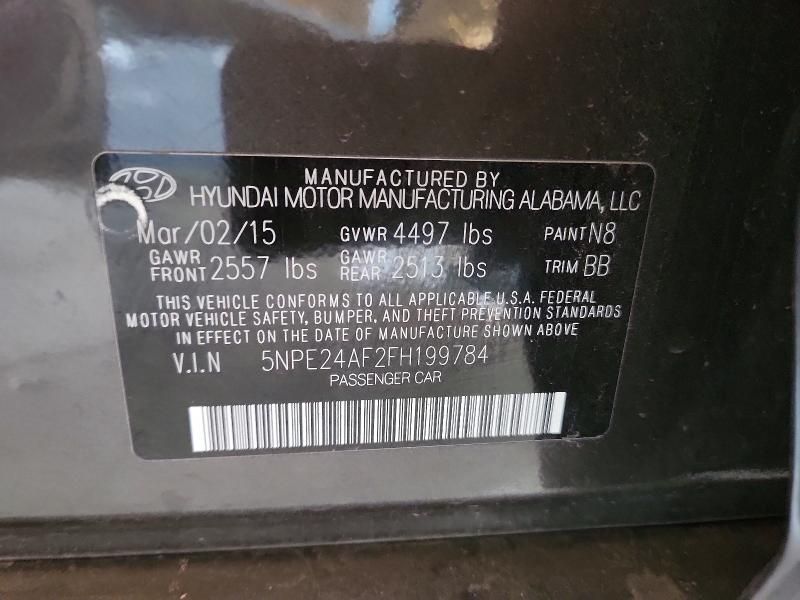 MANUFACTURED BY
HYUNDAI MOTOR MANUFACTURING ALABAMA, LLC
Mar/02/15 GVWR 4497 lbs PAINT N8
GAWR FRONT 2557 lbs GAWR REAR 2513 lbs TRIM BB
THIS VEHICLE CONFORMS TO ALL APPLICABLE U.S.A. FEDERAL
MOTOR VEHICLE SAFETY, BUMPER, AND THEFT PREVENTION STANDARDS
IN EFFECT ON THE DATE OF MANUFACTURE SHOWN ABOVE
V.I.N 5NPE24AF2FH199784
PASSENGER CAR